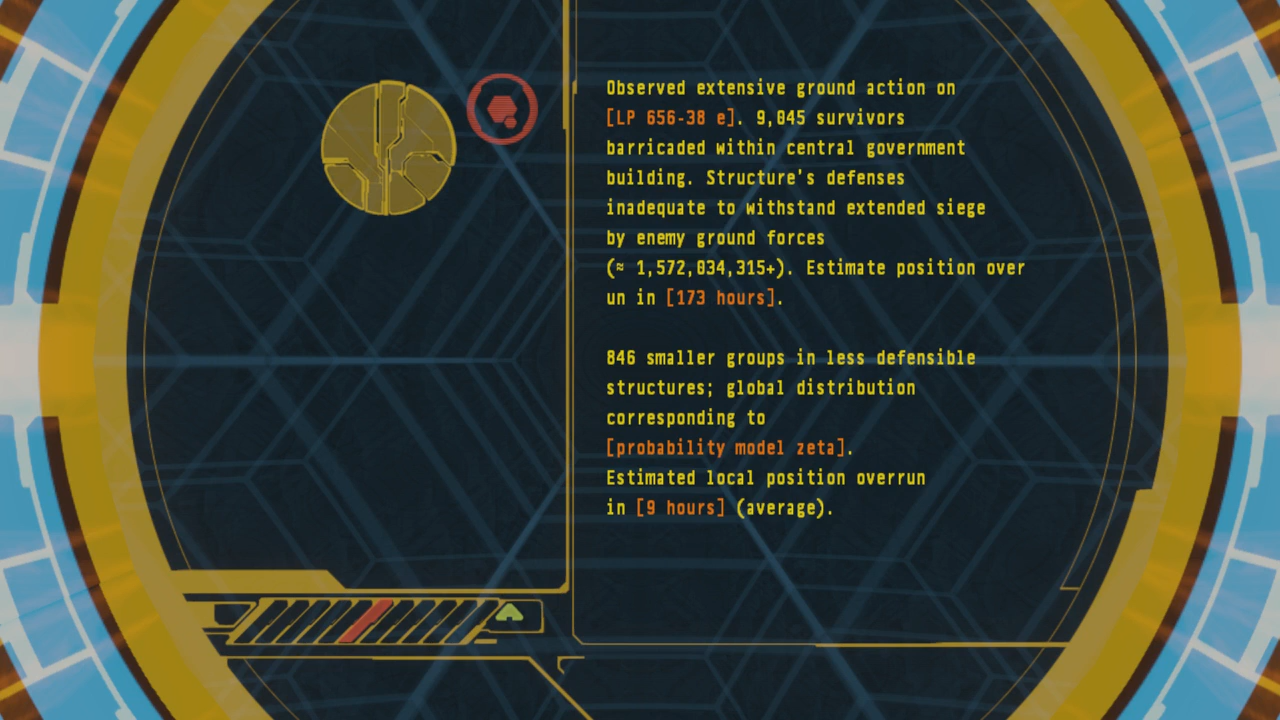 Observed extensive ground action on
[LP 656-38 e]. 9,045 survivors
barricaded within central government
building. Structure's defenses
inadequate to withstand extended siege
by enemy ground forces
(≈ 1,572,034,315+). Estimate position over
un in [173 hours].
846 smaller groups in less defensible
structures; global distribution
corresponding to
[probability model zeta].
Estimated local position overrun
in [9 hours] (average).